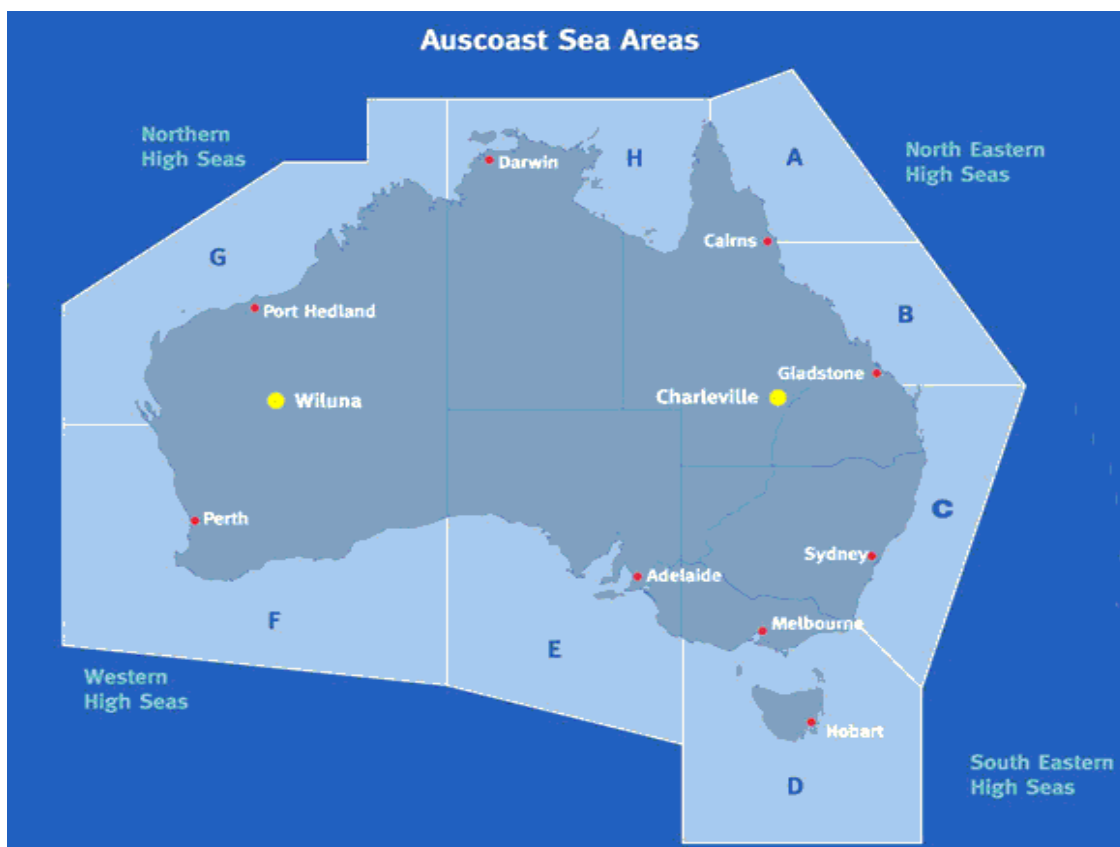 Auscoast Sea Areas
Northern
High Seas
Darwin
H
A
North Eastern
High Seas
Cairns
G
Port Hedland
B
Gladstone
Wiluna
Charleville
C
Perth
Sydney
Adelaide
Melbourne
F
E
Western
High Seas
Hobart
D
South Eastern
High Seas